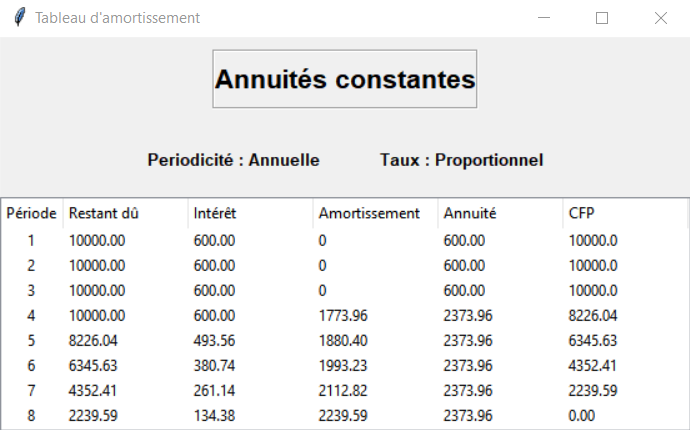 Tableau d'amortissement
Annuités constantes
Periodicité : Annuelle Taux : Proportionnel
Période Restant dû Intérêt Amortissement Annuité CFP
1 10000.00 600.00 0 600.00 10000.0
2 10000.00 600.00 0 600.00 10000.0
3 10000.00 600.00 0 600.00 10000.0
4 10000.00 600.00 1773.96 2373.96 8226.04
5 8226.04 493.56 1880.40 2373.96 6345.63
6 6345.63 380.74 1993.23 2373.96 4352.41
7 4352.41 261.14 2112.82 2373.96 2239.59
8 2239.59 134.38 2239.59 2373.96 0.00